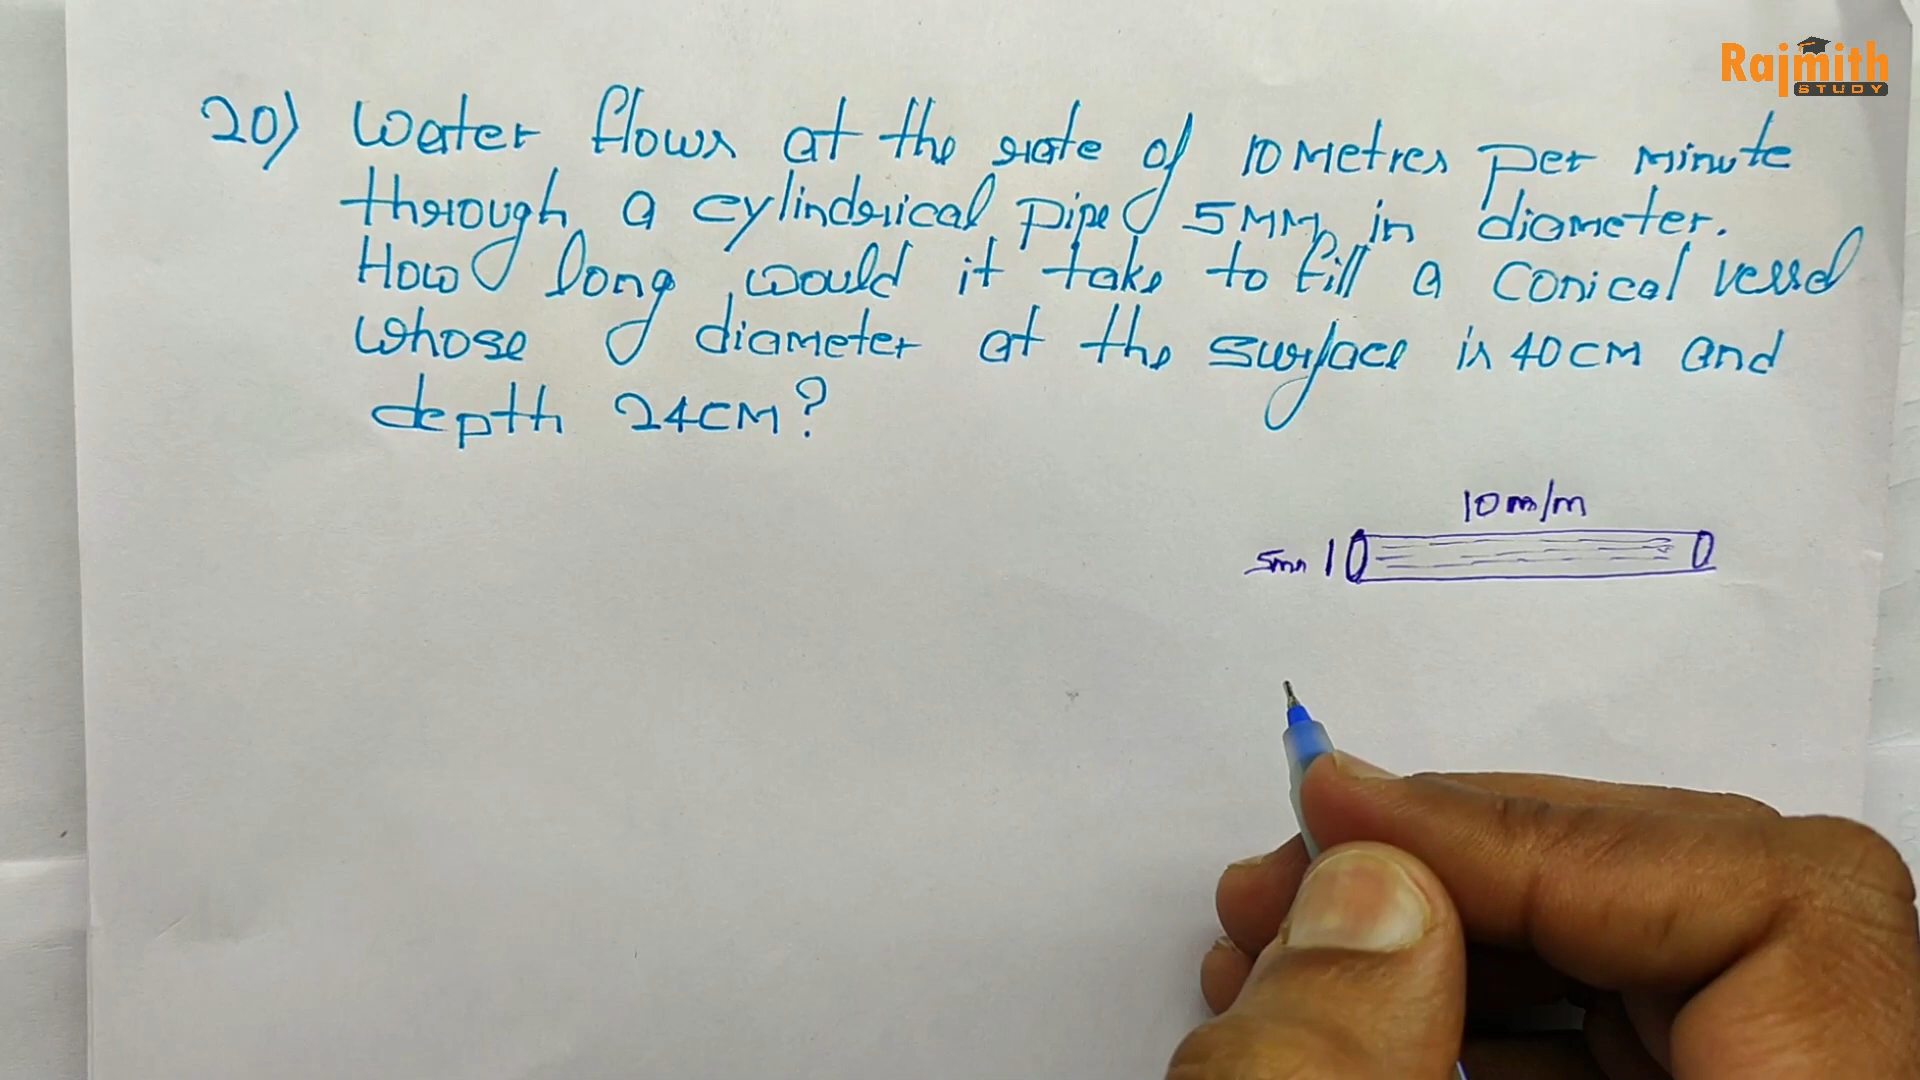 Rajmith
STUDY
20) Water flows at the rate of 10 Metres per minute
through a cylinderical pipe 5MM in diameter.
How long would it take to fill a conical vessel
whose diameter at the surface is 40CM and
depth 24CM?
10m/m
5mm